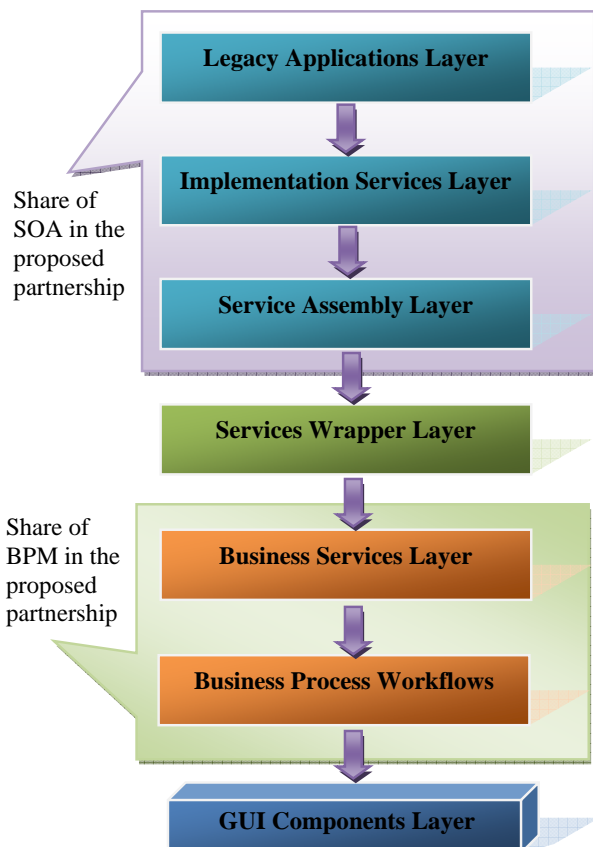 Legacy Applications Layer
Implementation Services Layer
Share of
SOA in the
proposed
partnership
Service Assembly Layer
Services Wrapper Layer
Share of
BPM in the
proposed
partnership
Business Services Layer
Business Process Workflows
GUI Components Layer